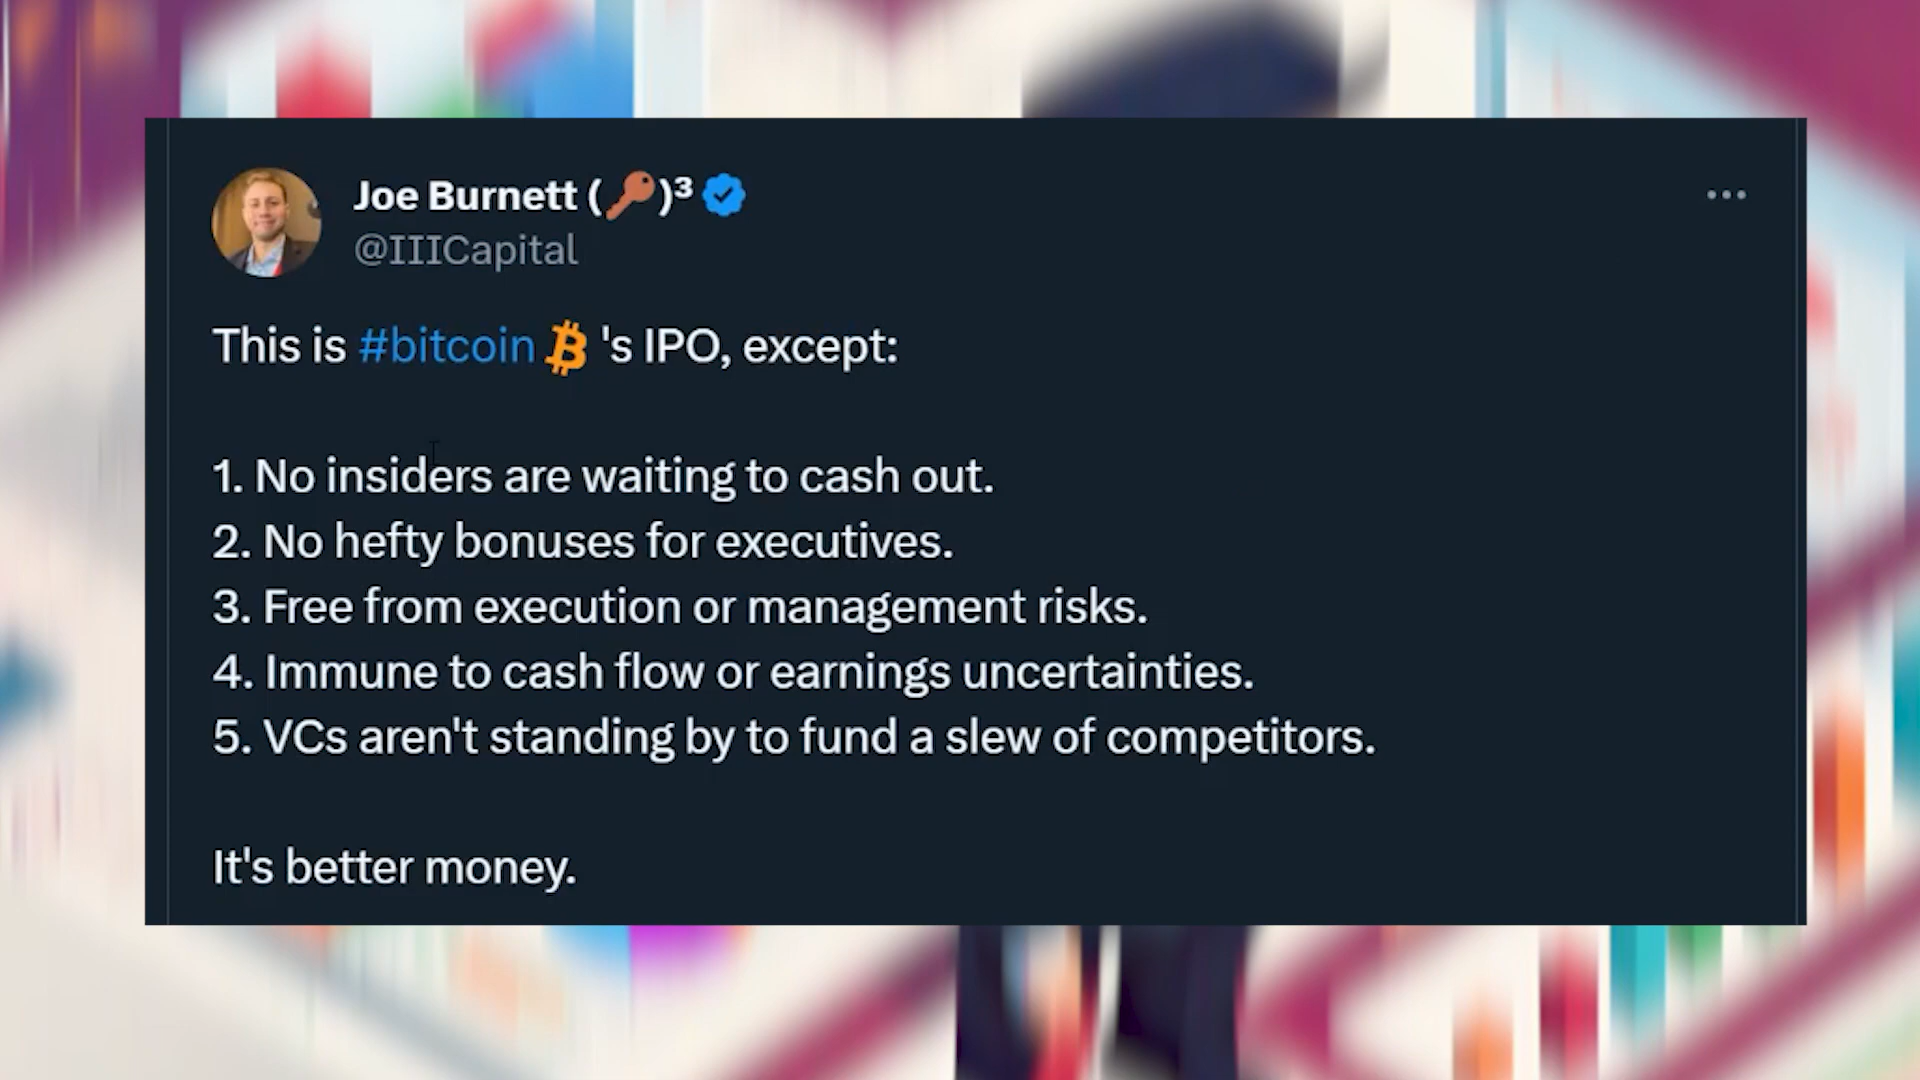 Joe Burnett (🔑)³
@IIICapital
This is #bitcoin ₿ 's IPO, except:
1. No insiders are waiting to cash out.
2. No hefty bonuses for executives.
3. Free from execution or management risks.
4. Immune to cash flow or earnings uncertainties.
5. VCs aren't standing by to fund a slew of competitors.
It's better money.